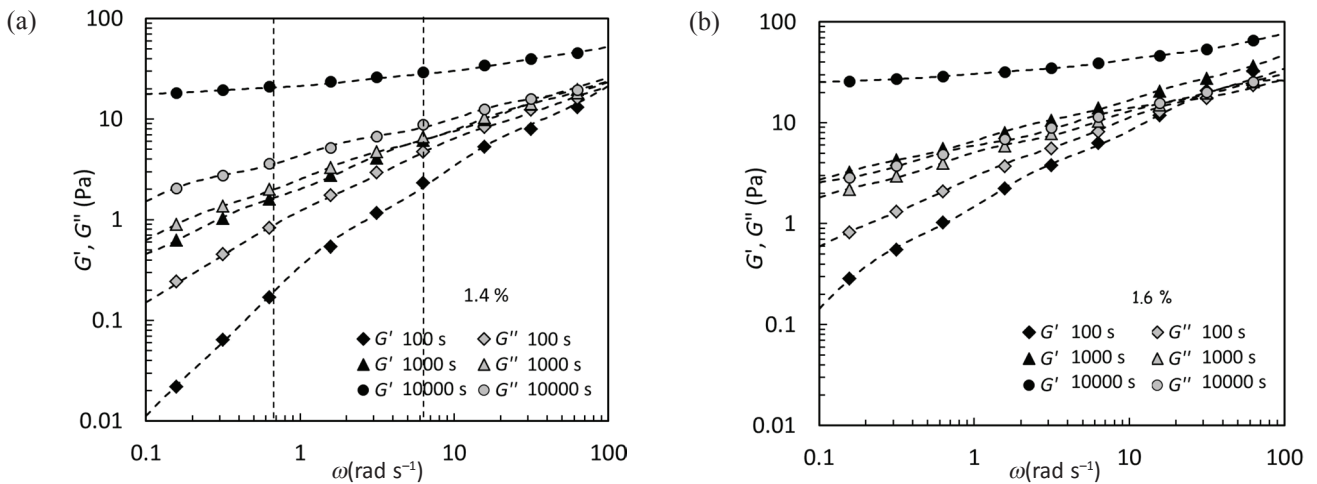 (a)
100
10
1
0.1
0.01
G', G'' (Pa)
0.1 1 10 100
ω(rad s⁻¹)
1.4 %
G' 100 s G'' 100 s
G' 1000 s G'' 1000 s
G' 10000 s G'' 10000 s
(b)
100
10
1
0.1
0.01
G', G'' (Pa)
0.1 1 10 100
ω(rad s⁻¹)
1.6 %
G' 100 s G'' 100 s
G' 1000 s G'' 1000 s
G' 10000 s G'' 10000 s